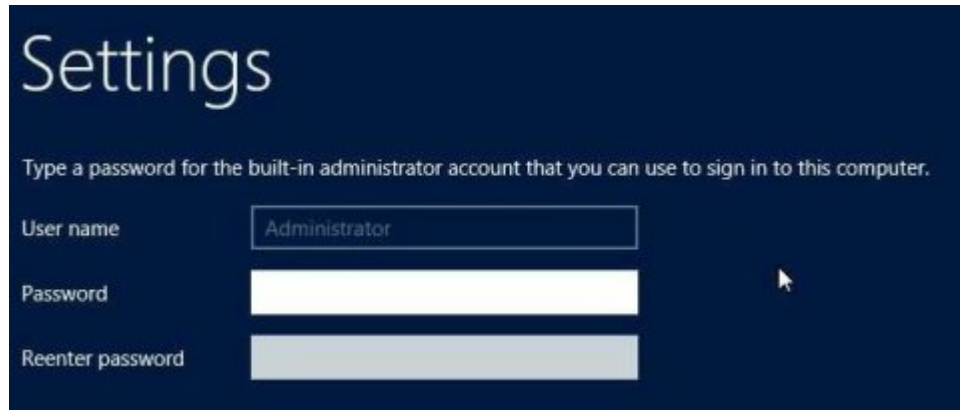 Settings
Type a password for the built-in administrator account that you can use to sign in to this computer.
User name
Administrator
Password
Reenter password